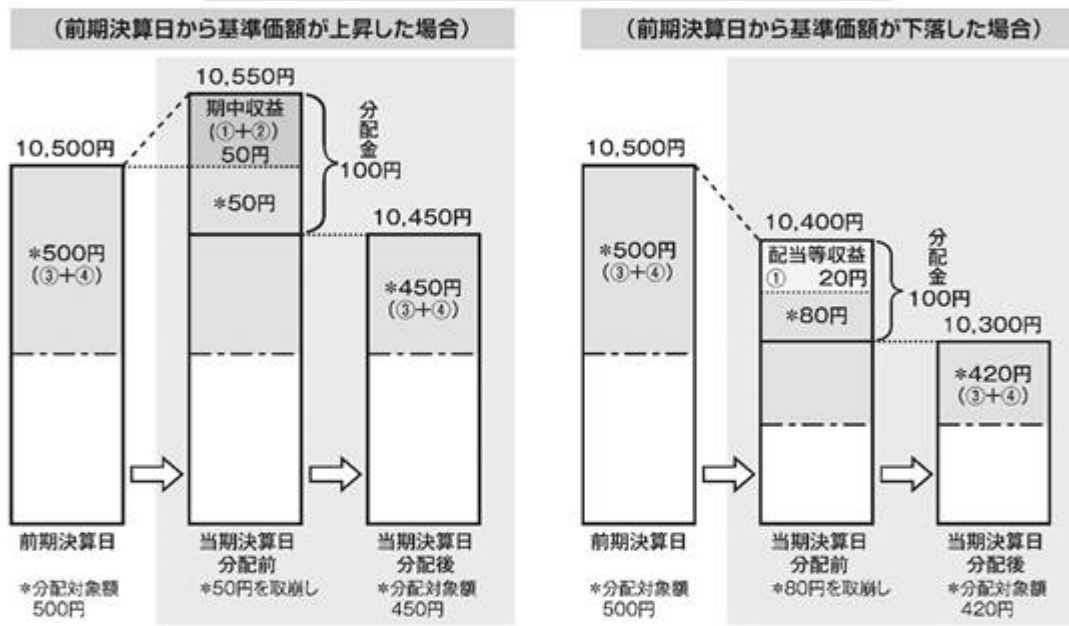 （前期決算日から基準価額が上昇した場合）
10,550円
期中収益
(①+②)
50円
*50円
分配金
100円
10,500円
*500円
(③+④)
10,450円
*450円
(③+④)
前期決算日
*分配対象額
500円
当期決算日
分配前
*50円を取崩し
当期決算日
分配後
*分配対象額
450円
（前期決算日から基準価額が下落した場合）
10,500円
*500円
(③+④)
10,400円
配当等収益
① 20円
*80円
分配金
100円
10,300円
*420円
(③+④)
前期決算日
*分配対象額
500円
当期決算日
分配前
*80円を取崩し
当期決算日
分配後
*分配対象額
420円